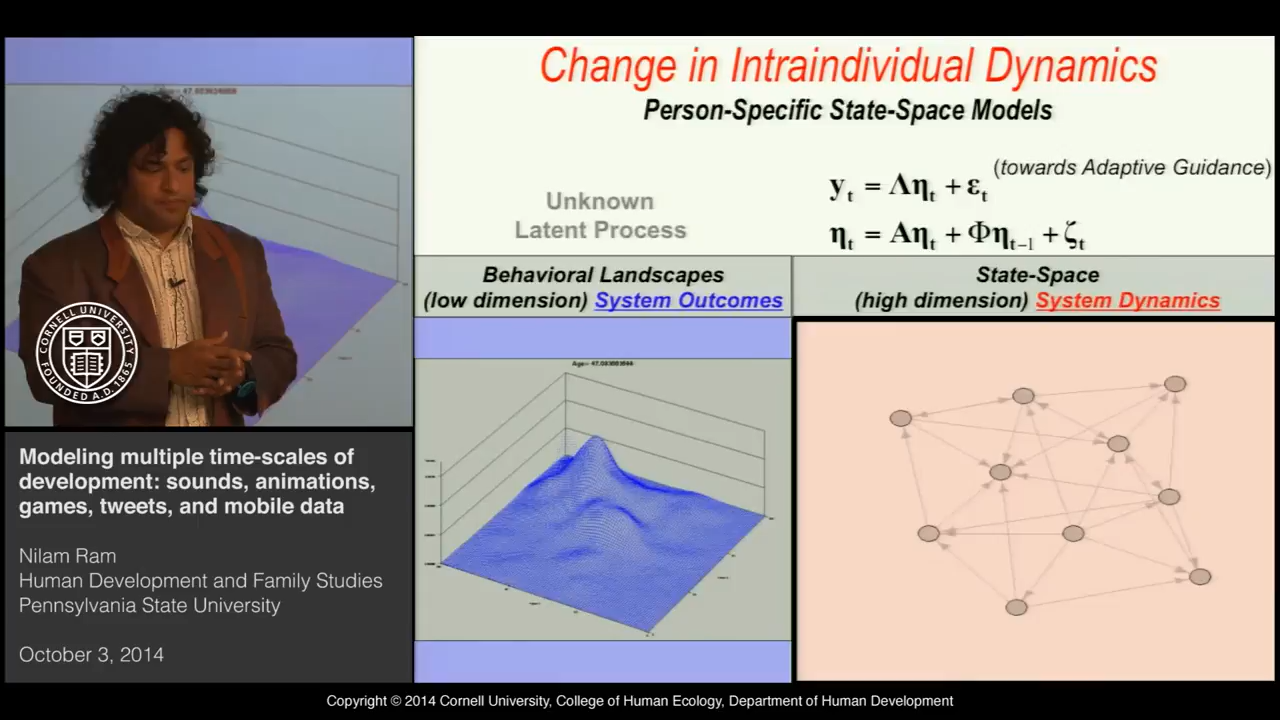 Change in Intraindividual Dynamics
Person-Specific State-Space Models
(towards Adaptive Guidance)
Unknown
Latent Process
yₜ = Ληₜ + εₜ
ηₜ = Αηₜ + Φηₜ₋₁ + ζₜ
Behavioral Landscapes
(low dimension) System Outcomes
State-Space
(high dimension) System Dynamics
CORNELL UNIVERSITY
FOUNDED A.D. 1865
Modeling multiple time-scales of
development: sounds, animations,
games, tweets, and mobile data
Nilam Ram
Human Development and Family Studies
Pennsylvania State University
October 3, 2014
Copyright © 2014 Cornell University, College of Human Ecology, Department of Human Development